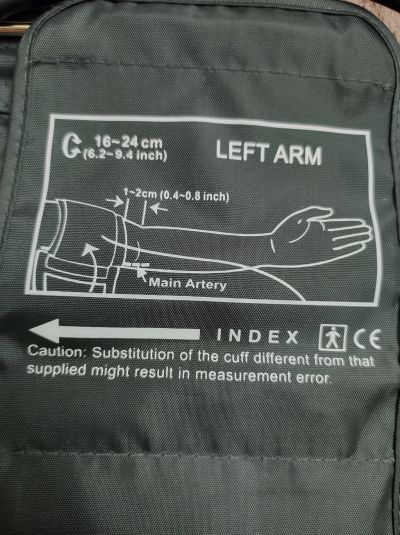 16~24 cm
(6.2~9.4 inch)
LEFT ARM
1~2cm (0.4~0.8 inch)
Main Artery
INDEX CE
Caution: Substitution of the cuff different from that
supplied might result in measurement error.